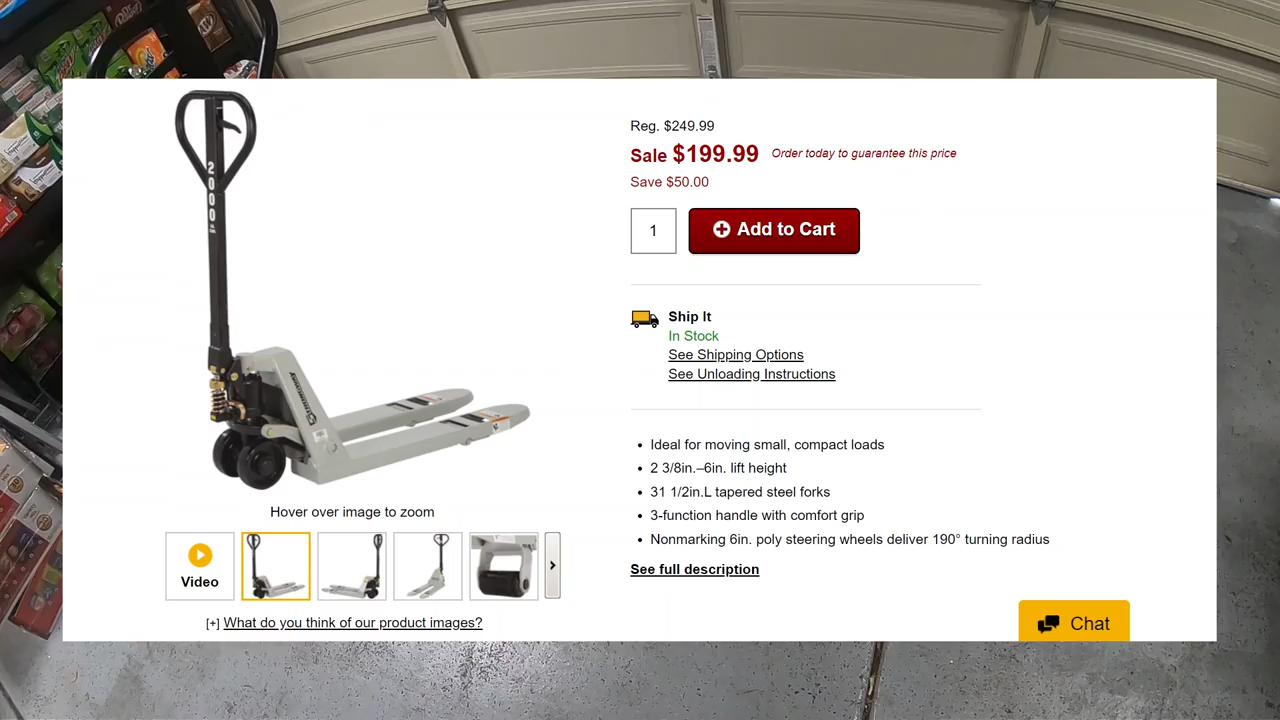 Reg. $249.99
Sale $199.99 Order today to guarantee this price
Save $50.00
1
Add to Cart
Ship It
In Stock
See Shipping Options
See Unloading Instructions
Ideal for moving small, compact loads
2 3/8in.–6in. lift height
31 1/2in.L tapered steel forks
3-function handle with comfort grip
Nonmarking 6in. poly steering wheels deliver 190° turning radius
See full description
2000
Strongway
Hover over image to zoom
Video
[+] What do you think of our product images?
Chat